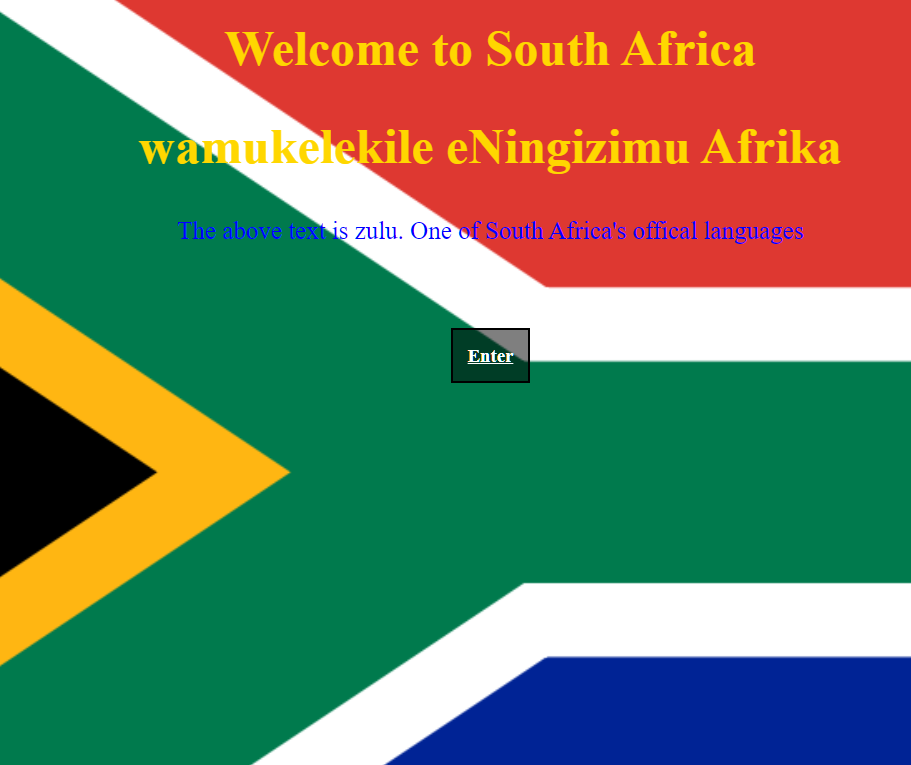 Welcome to South Africa
wamukelekile eNingizimu Afrika
The above text is zulu. One of South Africa's offical languages
Enter